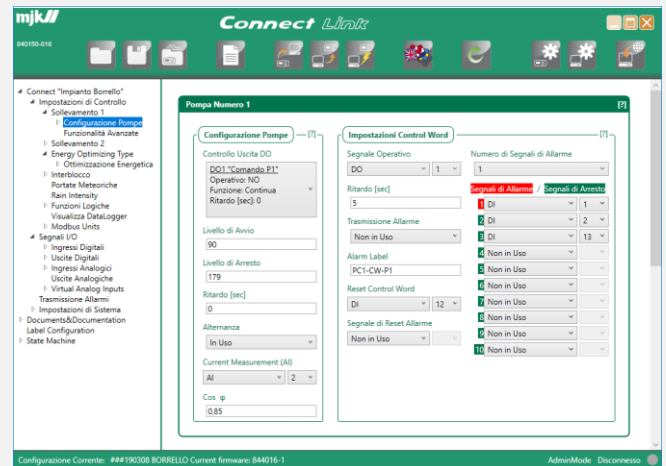 mjk
Connect Link
840150-018
Connect "Impianto Borrello"
Impostazioni di Controllo
Sollevamento 1
Configurazione Pompe
Funzionalità Avanzate
Sollevamento 2
Energy Optimizing Type
Ottimizzazione Energetica
Interblocco
Portate Meteoriche
Rain Intensity
Funzioni Logiche
Visualizza DataLogger
Modbus Units
Segnali I/O
Ingressi Digitali
Uscite Digitali
Ingressi Analogici
Uscite Analogiche
Virtual Analog Inputs
Trasmissione Allarmi
Impostazioni di Sistema
Documents&Documentation
Label Configuration
State Machine
Pompa Numero 1 [?]
Configurazione Pompe [?]
Controllo Uscita DO
DO1 "Comando P1"
Operativo: NO
Funzione: Continua
Ritardo [sec]: 0
Livello di Avvio
90
Livello di Arresto
179
Ritardo [sec]
0
Alternanza
In Uso
Current Measurement (AI)
AI 2
Cos φ
0,85
Impostazioni Control Word [?]
Segnale Operativo
DO 1
Ritardo [sec]
5
Trasmissione Allarme
Non in Uso
Alarm Label
PC1-CW-P1
Reset Control Word
DI 12
Segnale di Reset Allarme
Non in Uso
Numero di Segnali di Allarme
1
Segnali di Allarme / Segnali di Arresto
1 DI 1
2 DI 2
3 DI 13
4 Non in Uso
5 Non in Uso
6 Non in Uso
7 Non in Uso
8 Non in Uso
9 Non in Uso
10 Non in Uso
Configurazione Corrente: ###190308 BORRELLO Current firmware: 844016-1
AdminMode Disconnesso